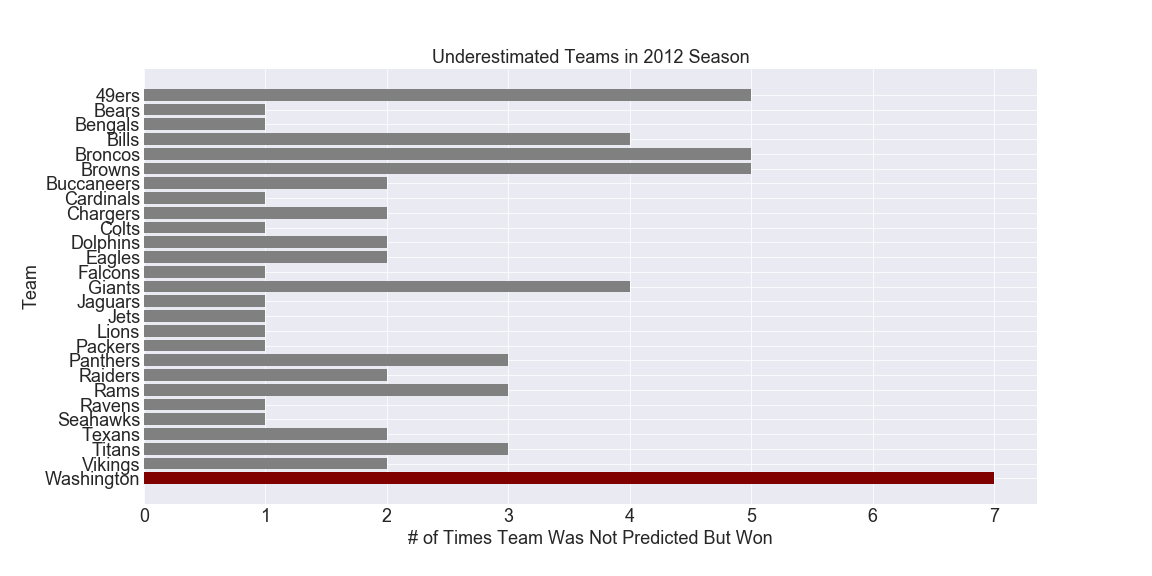 Underestimated Teams in 2012 Season
49ers
Bears
Bengals
Bills
Broncos
Browns
Buccaneers
Cardinals
Chargers
Colts
Dolphins
Eagles
Falcons
Giants
Jaguars
Jets
Lions
Packers
Panthers
Raiders
Rams
Ravens
Seahawks
Texans
Titans
Vikings
Washington
Team
0 1 2 3 4 5 6 7
# of Times Team Was Not Predicted But Won